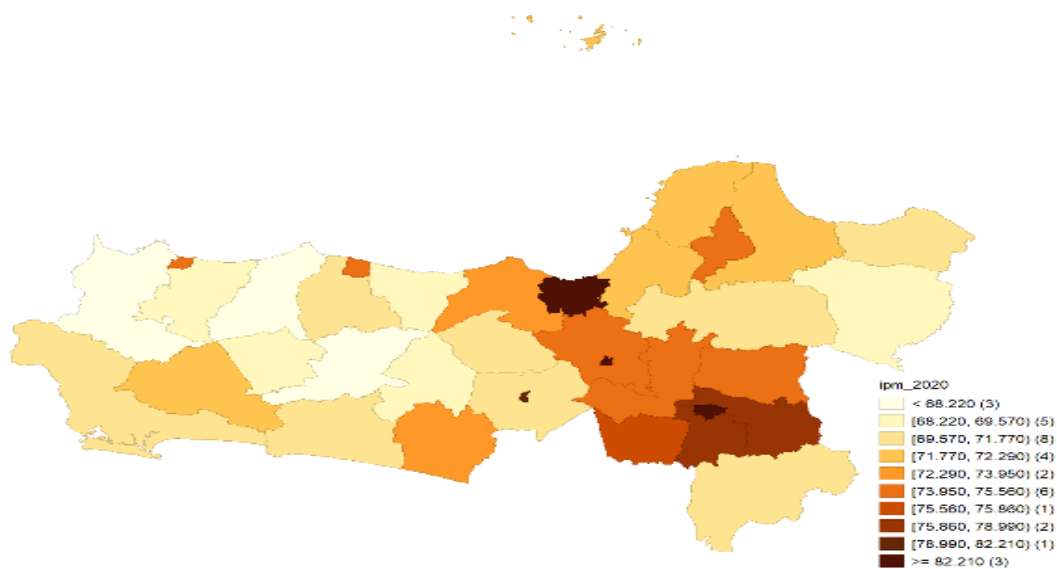 ipm_2020
< 68.220 (3)
[68.220, 69.570) (5)
[69.570, 71.770) (8)
[71.770, 72.290) (4)
[72.290, 73.950) (2)
[73.950, 75.560) (6)
[75.560, 75.860) (1)
[75.860, 78.990) (2)
[78.990, 82.210) (1)
>= 82.210 (3)